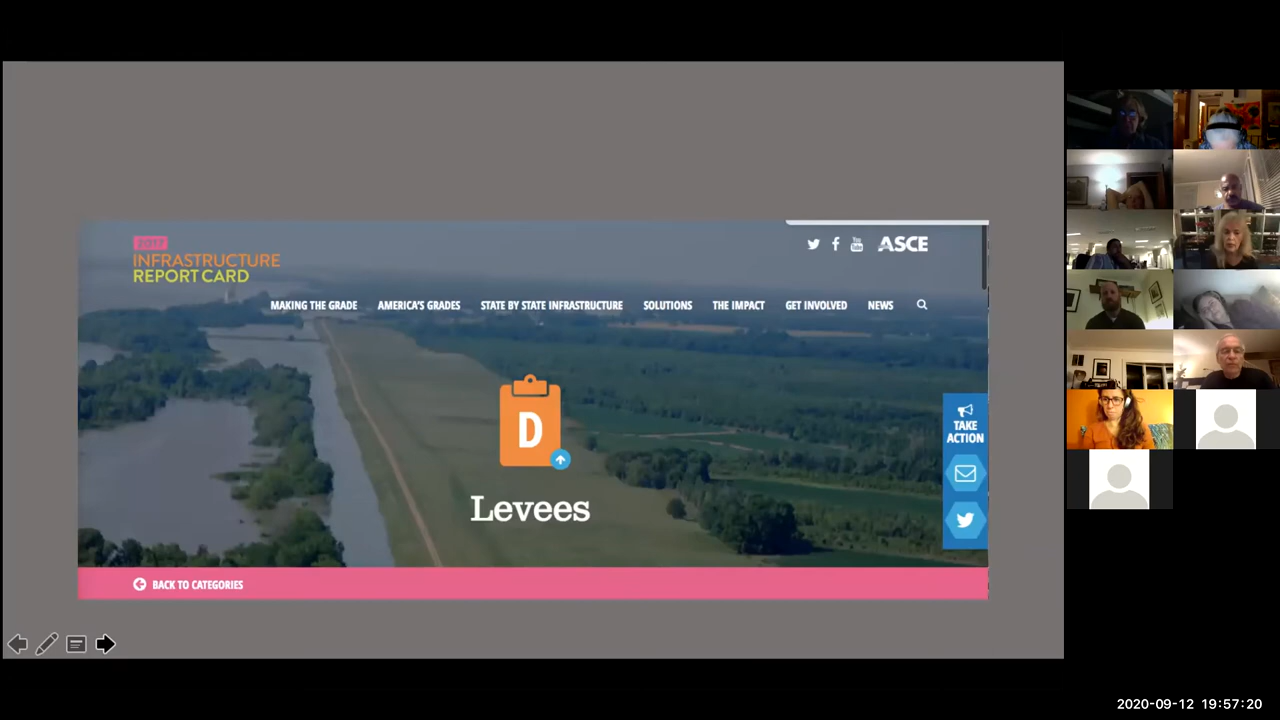 2017
INFRASTRUCTURE
REPORT CARD
ASCE
MAKING THE GRADE AMERICA'S GRADES STATE BY STATE INFRASTRUCTURE SOLUTIONS THE IMPACT GET INVOLVED NEWS
D
TAKE
ACTION
Levees
BACK TO CATEGORIES
2020-09-12 19:57:20